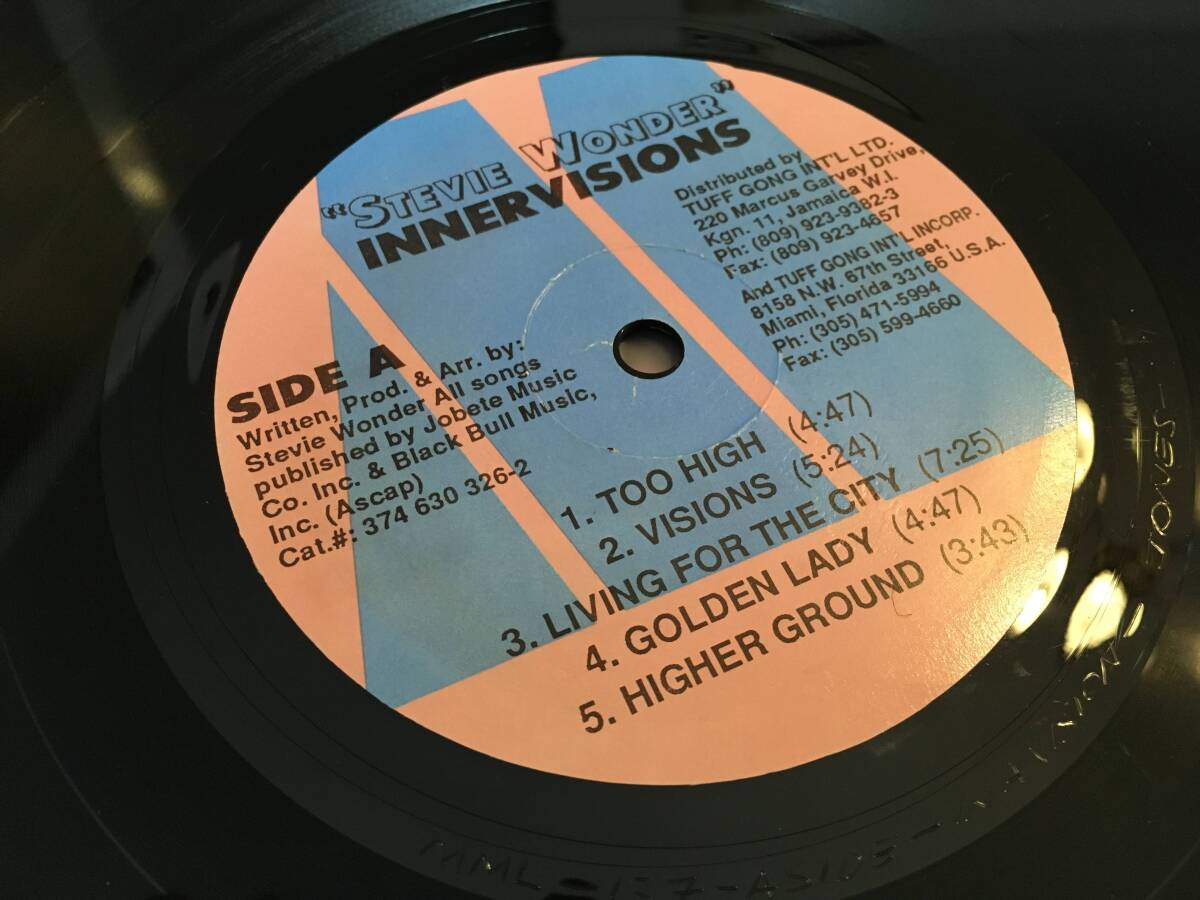 "STEVIE WONDER"
INNERVISIONS
Distributed by
TUFF GONG INT'L LTD.
220 Marcus Garvey Drive,
Kgn. 11, Jamaica W.I.
Ph: (809) 923-9382-3
Fax: (809) 923-4657
And TUFF GONG INT'L INCORP.
8158 N.W. 67th Street,
Miami, Florida 33166 U.S.A.
Ph: (305) 471-5994
Fax: (305) 599-4660
SIDE A
Written, Prod. & Arr. by:
Stevie Wonder All songs
published by Jobete Music
Co. Inc. & Black Bull Music,
Inc. (Ascap)
Cat.#: 374 630 326-2
1. TOO HIGH (4:47)
2. VISIONS (5:24)
3. LIVING FOR THE CITY (7:25)
4. GOLDEN LADY (4:47)
5. HIGHER GROUND (3:43)